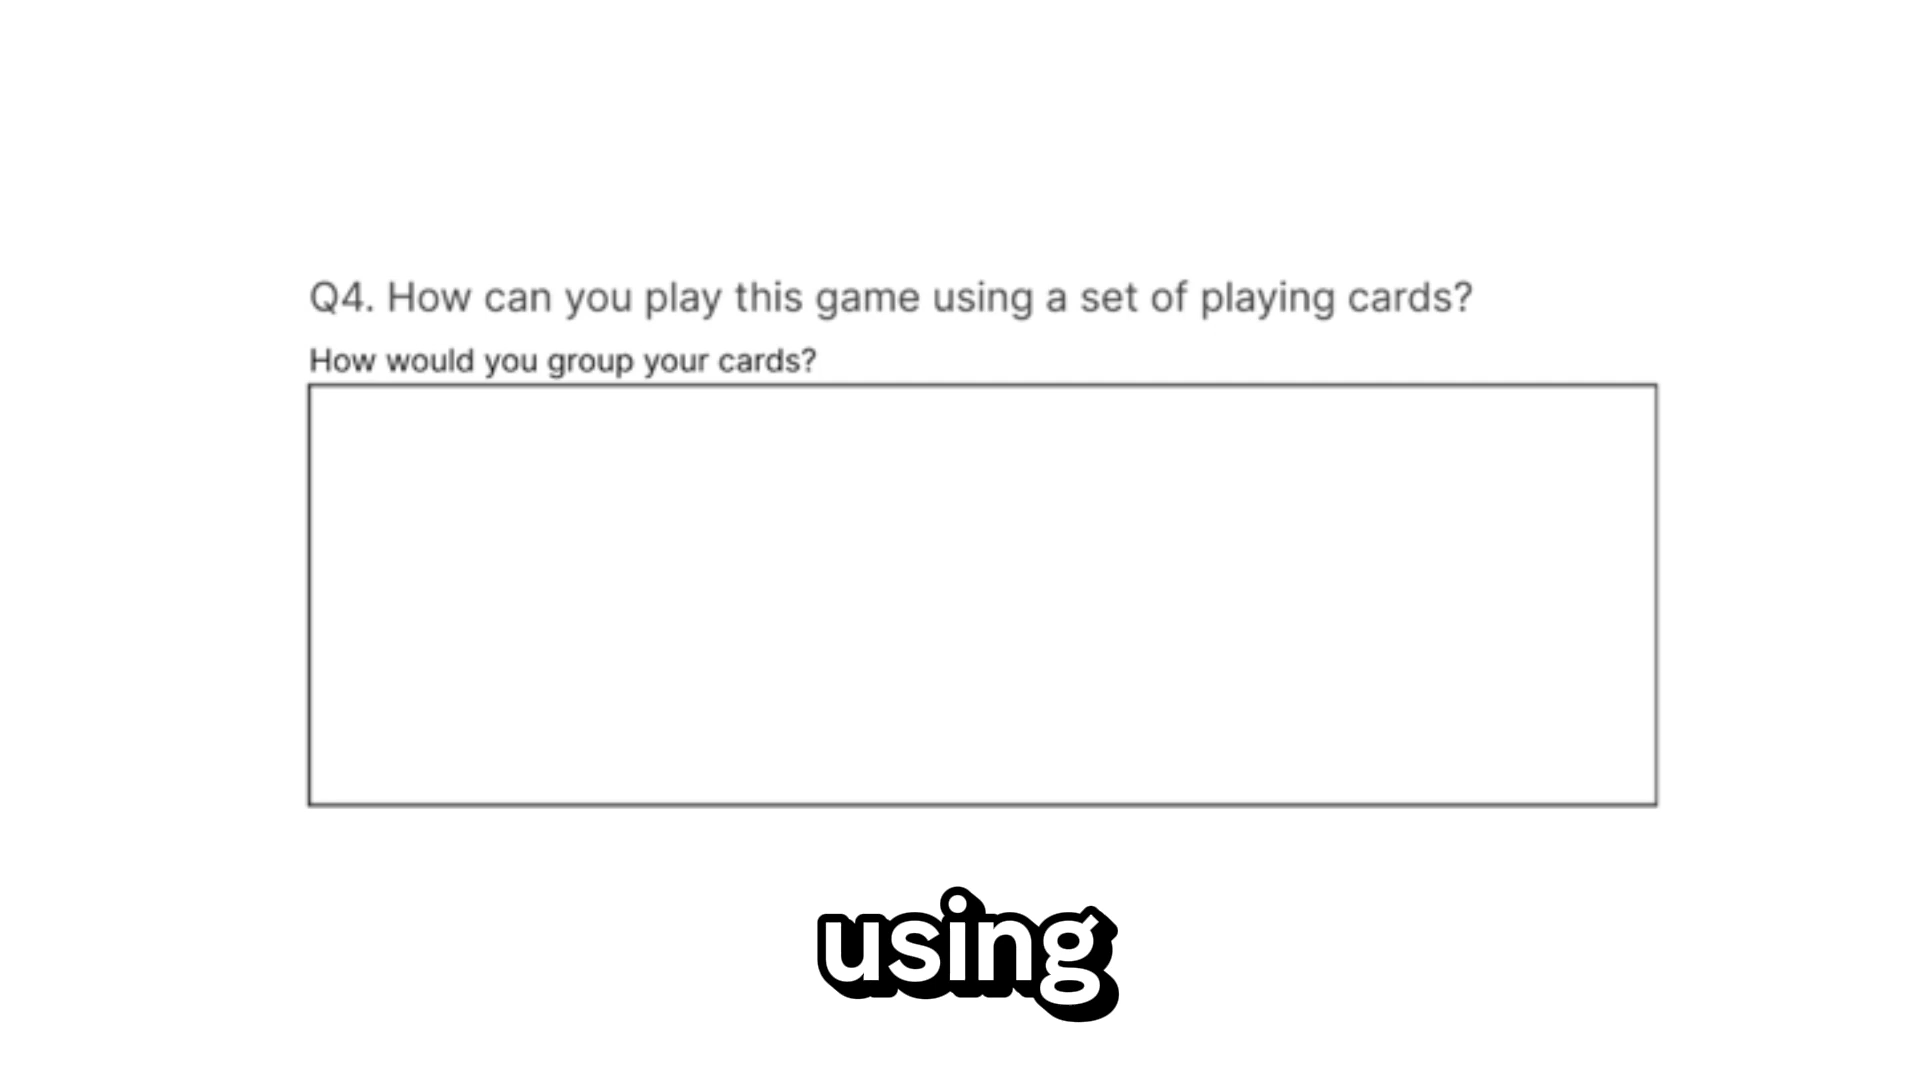 Q4. How can you play this game using a set of playing cards?
How would you group your cards?
using